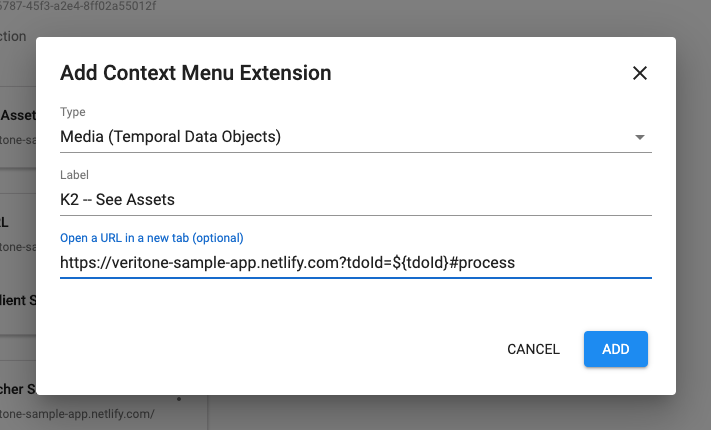 6787-45f3-a2e4-8ff02a55012f
ction
Add Context Menu Extension
Type
Media (Temporal Data Objects)
Label
K2 -- See Assets
Open a URL in a new tab (optional)
https://veritone-sample-app.netlify.com?tdoId=${tdoId}#process
CANCEL
ADD
Asset
tone-sa
RL
tone-sa
lient S
cher S
tone-sample-app.netlify.com/